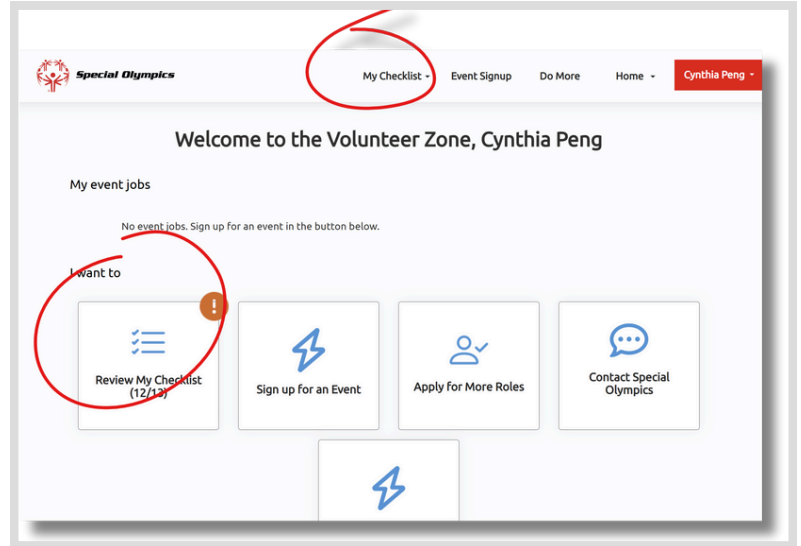 Special Olympics
My Checklist
Event Signup
Do More
Home
Cynthia Peng
Welcome to the Volunteer Zone, Cynthia Peng
My event jobs
No event jobs. Sign up for an event in the button below.
I want to
!
Review My Checklist
(12/13)
Sign up for an Event
Apply for More Roles
Contact Special
Olympics